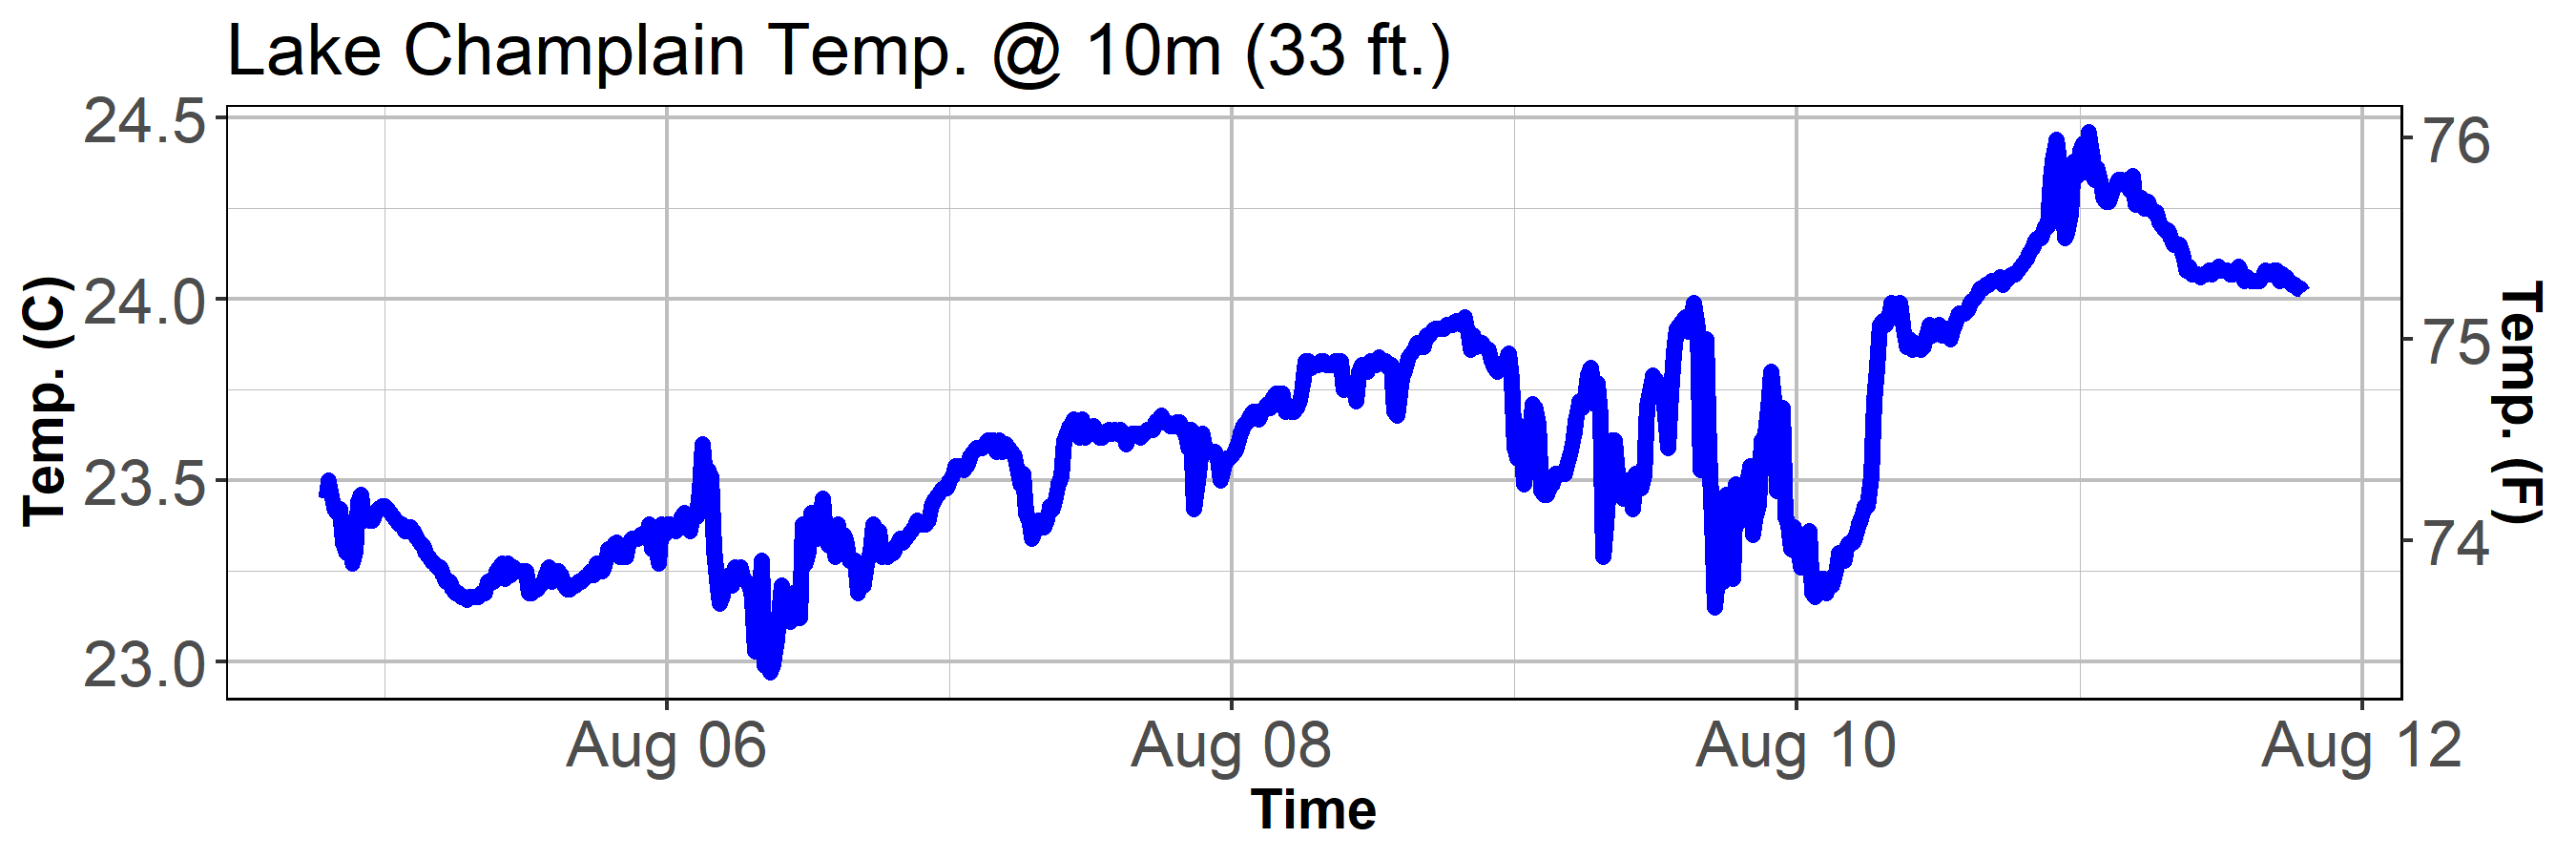 Lake Champlain Temp. @ 10m (33 ft.)
24.5
24.0
23.5
23.0
Temp. (C)
76
75
74
Temp. (F)
Aug 06 Aug 08 Aug 10 Aug 12
Time